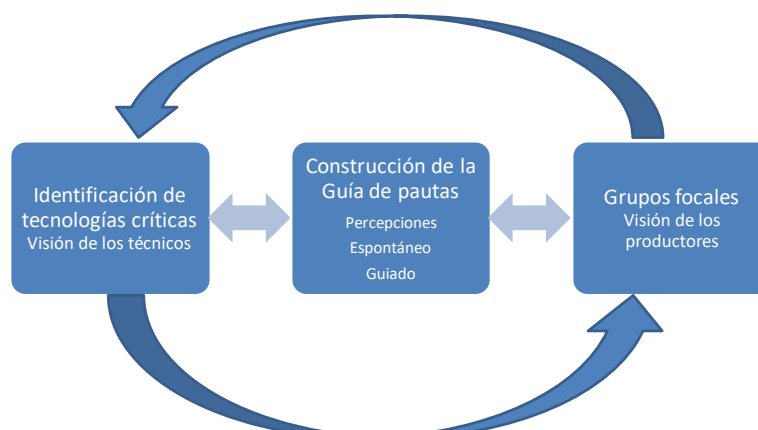 Identificación de
tecnologías críticas
Visión de los técnicos
Construcción de la
Guía de pautas
Percepciones
Espontáneo
Guiado
Grupos focales
Visión de los
productores